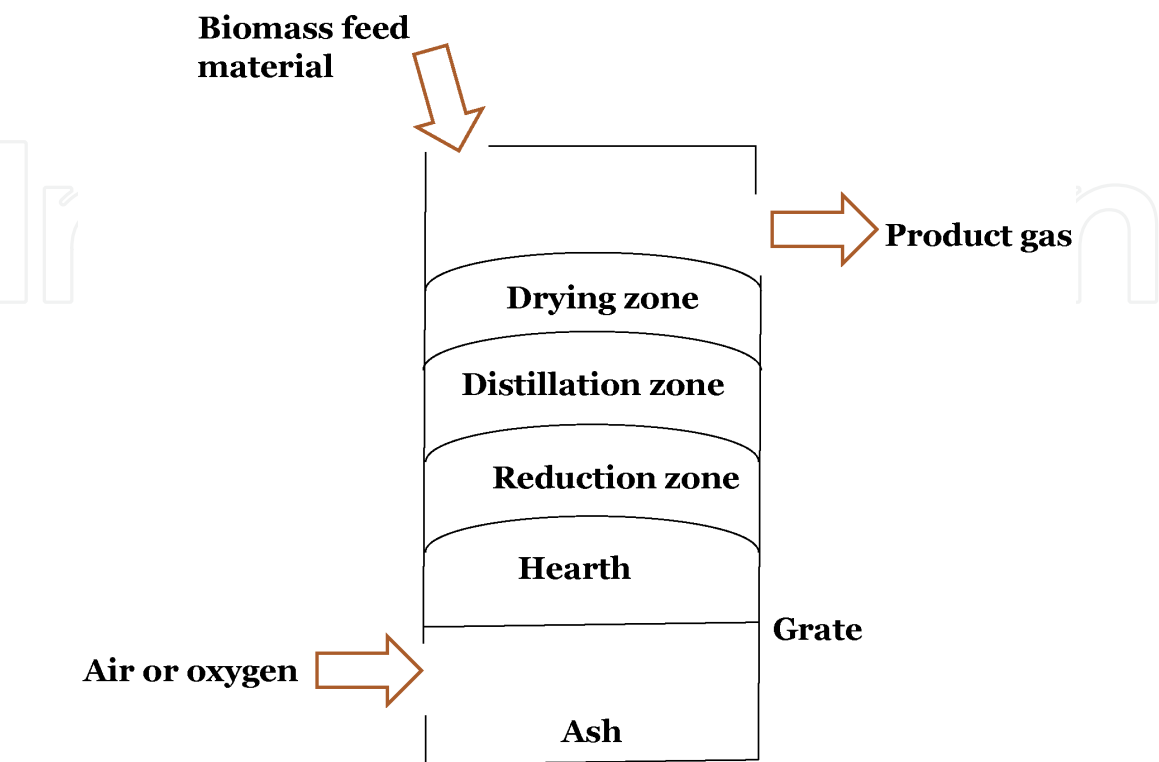 Biomass feed
material
Product gas
Drying zone
Distillation zone
Reduction zone
Hearth
Grate
Air or oxygen
Ash